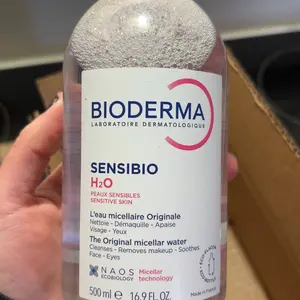 BIODERMA
LABORATOIRE DERMATOLOGIQUE
SENSIBIO
H₂O
PEAUX SENSIBLES
SENSITIVE SKIN
L'eau micellaire Originale
Nettoie - Démaquille - Apaise
Visage - Yeux
The Original micellar water
Cleanses - Removes makeup - Soothes
Face - Eyes
NAOS
ECOBIOLOGY
Micellar
technology
Made in France
500 ml ℮ 16.9 FL.OZ.